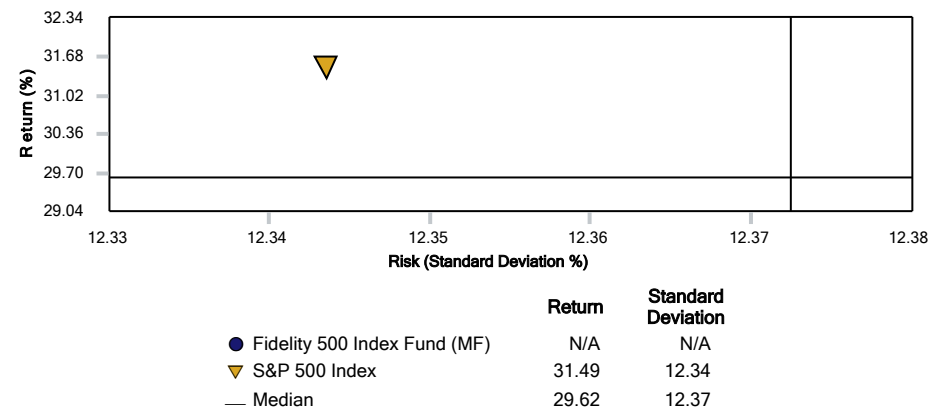 32.34
31.68
31.02
30.36
29.70
29.04
Return (%)
12.33 12.34 12.35 12.36 12.37 12.38
Risk (Standard Deviation %)
Return Standard Deviation
Fidelity 500 Index Fund (MF) N/A N/A
S&P 500 Index 31.49 12.34
Median 29.62 12.37